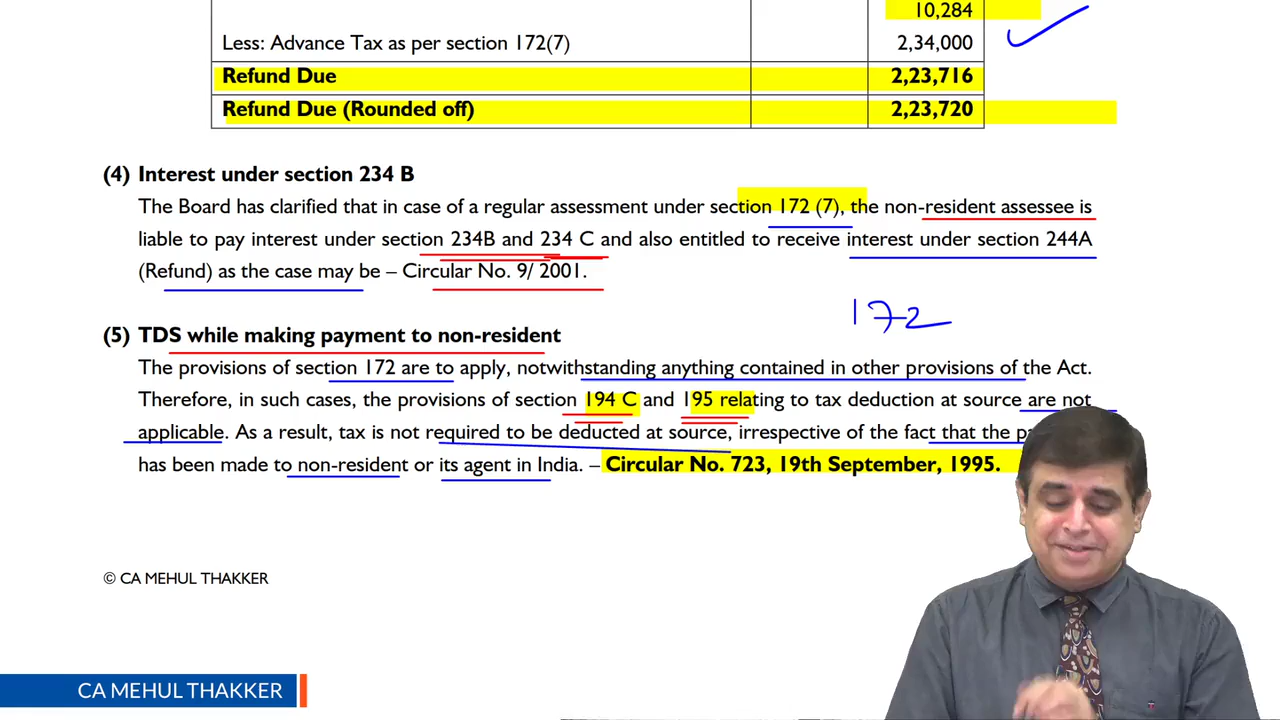 10,284
Less: Advance Tax as per section 172(7) 2,34,000
Refund Due 2,23,716
Refund Due (Rounded off) 2,23,720
(4) Interest under section 234 B
The Board has clarified that in case of a regular assessment under section 172 (7), the non-resident assessee is
liable to pay interest under section 234B and 234 C and also entitled to receive interest under section 244A
(Refund) as the case may be – Circular No. 9/ 2001.
172
(5) TDS while making payment to non-resident
The provisions of section 172 are to apply, notwithstanding anything contained in other provisions of the Act.
Therefore, in such cases, the provisions of section 194 C and 195 relating to tax deduction at source are not
applicable. As a result, tax is not required to be deducted at source, irrespective of the fact that the
has been made to non-resident or its agent in India. – Circular No. 723, 19th September, 1995.
© CA MEHUL THAKKER
CA MEHUL THAKKER